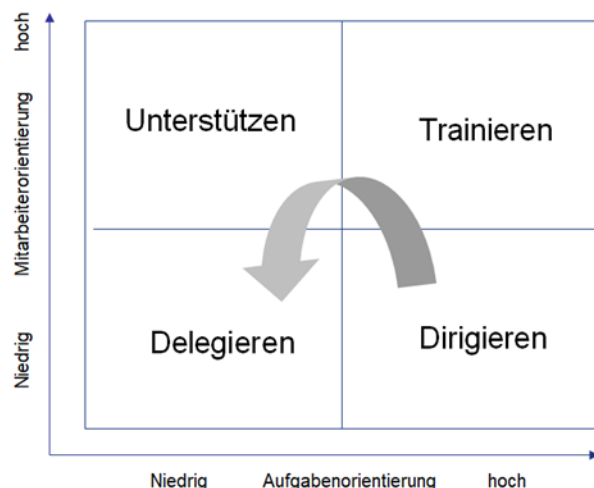 hoch
Mitarbeiterorientierung
Niedrig
Unterstützen
Trainieren
Delegieren
Dirigieren
Niedrig Aufgabenorientierung hoch